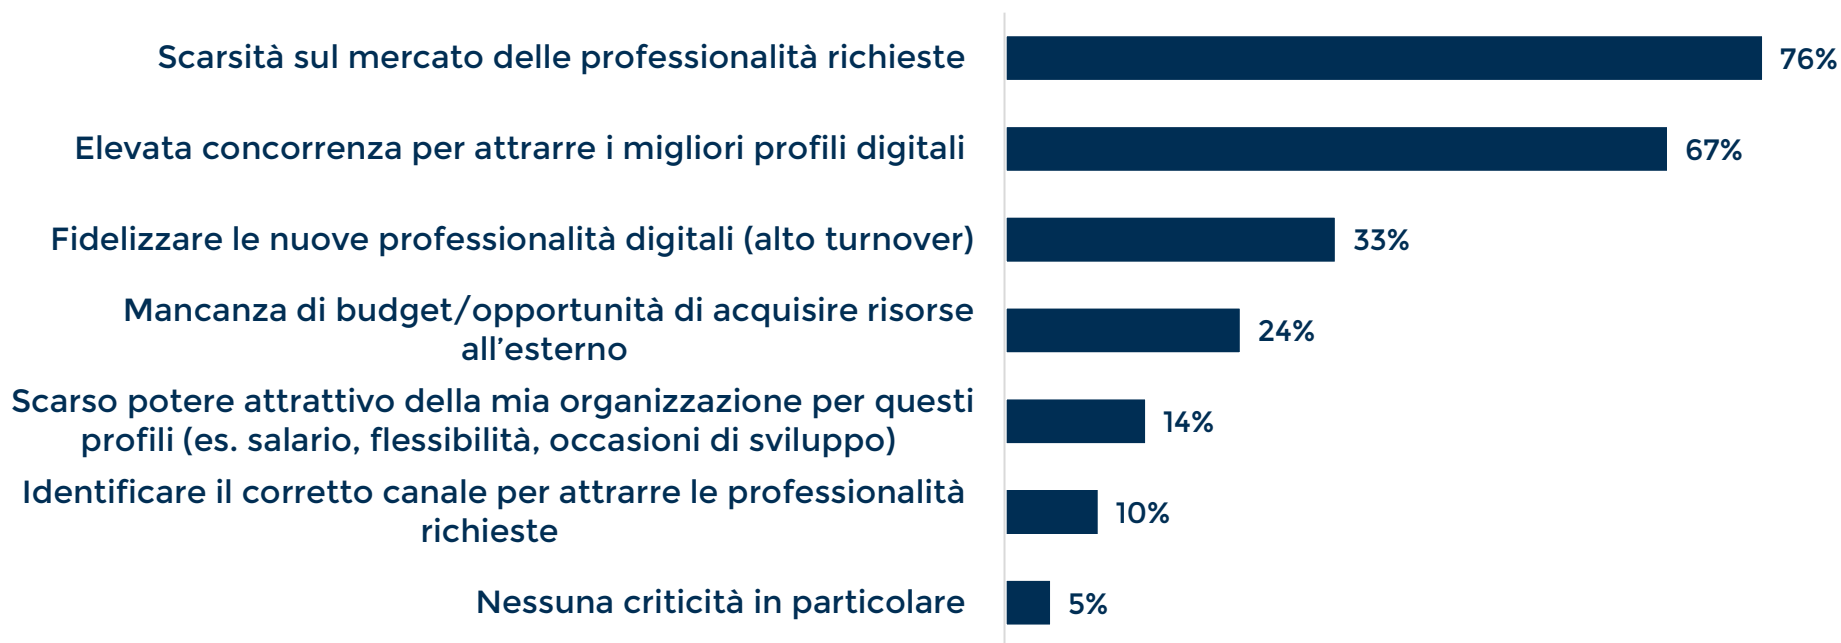 Scarsità sul mercato delle professionalità richieste
76%
Elevata concorrenza per attrarre i migliori profili digitali
67%
Fidelizzare le nuove professionalità digitali (alto turnover)
33%
Mancanza di budget/opportunità di acquisire risorse
all’esterno
24%
Scarso potere attrattivo della mia organizzazione per questi
profili (es. salario, flessibilità, occasioni di sviluppo)
14%
Identificare il corretto canale per attrarre le professionalità
richieste
10%
Nessuna criticità in particolare
5%